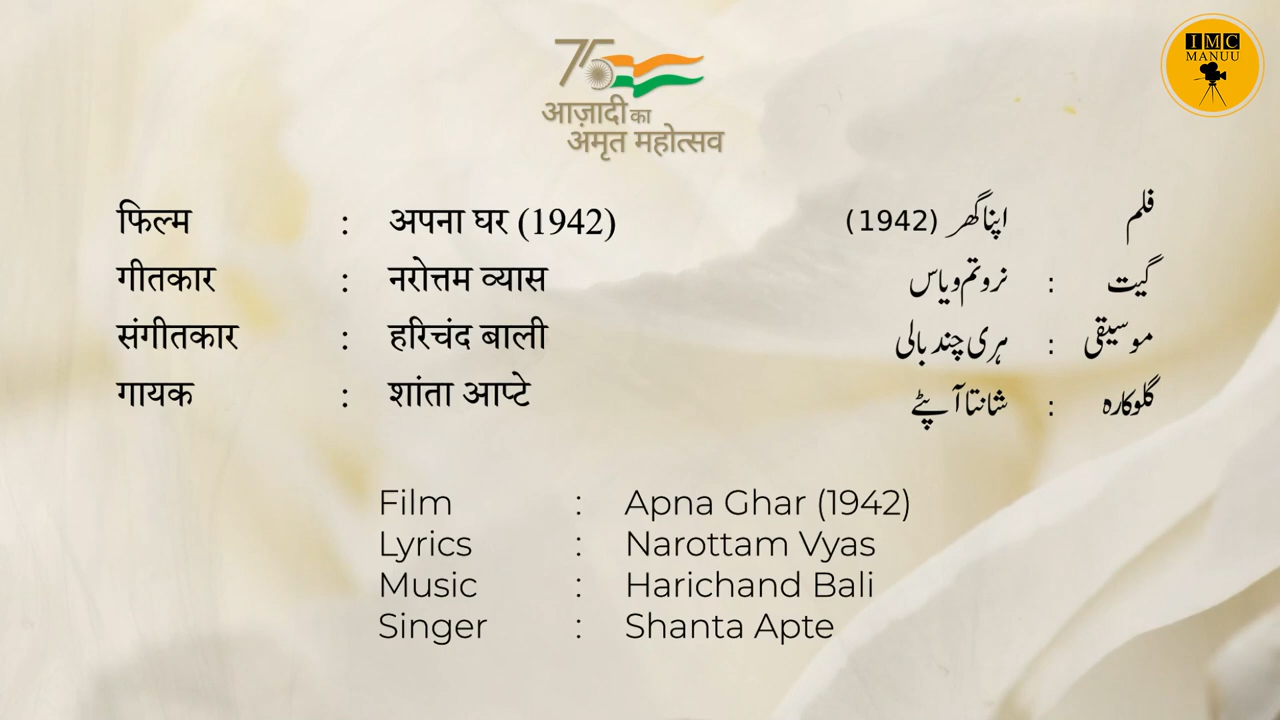 75
आज़ादी का
अमृत महोत्सव
IMC
MANUU
फिल्म : अपना घर (1942)
गीतकार : नरोत्तम व्यास
संगीतकार : हरिचंद बाली
गायक : शांता आप्टे
فلم اپنا گھر (1942)
گیت : نروتم ویاس
موسیقی : ہری چند بالی
گلوکارہ : شانتا آپٹے
Film : Apna Ghar (1942)
Lyrics : Narottam Vyas
Music : Harichand Bali
Singer : Shanta Apte